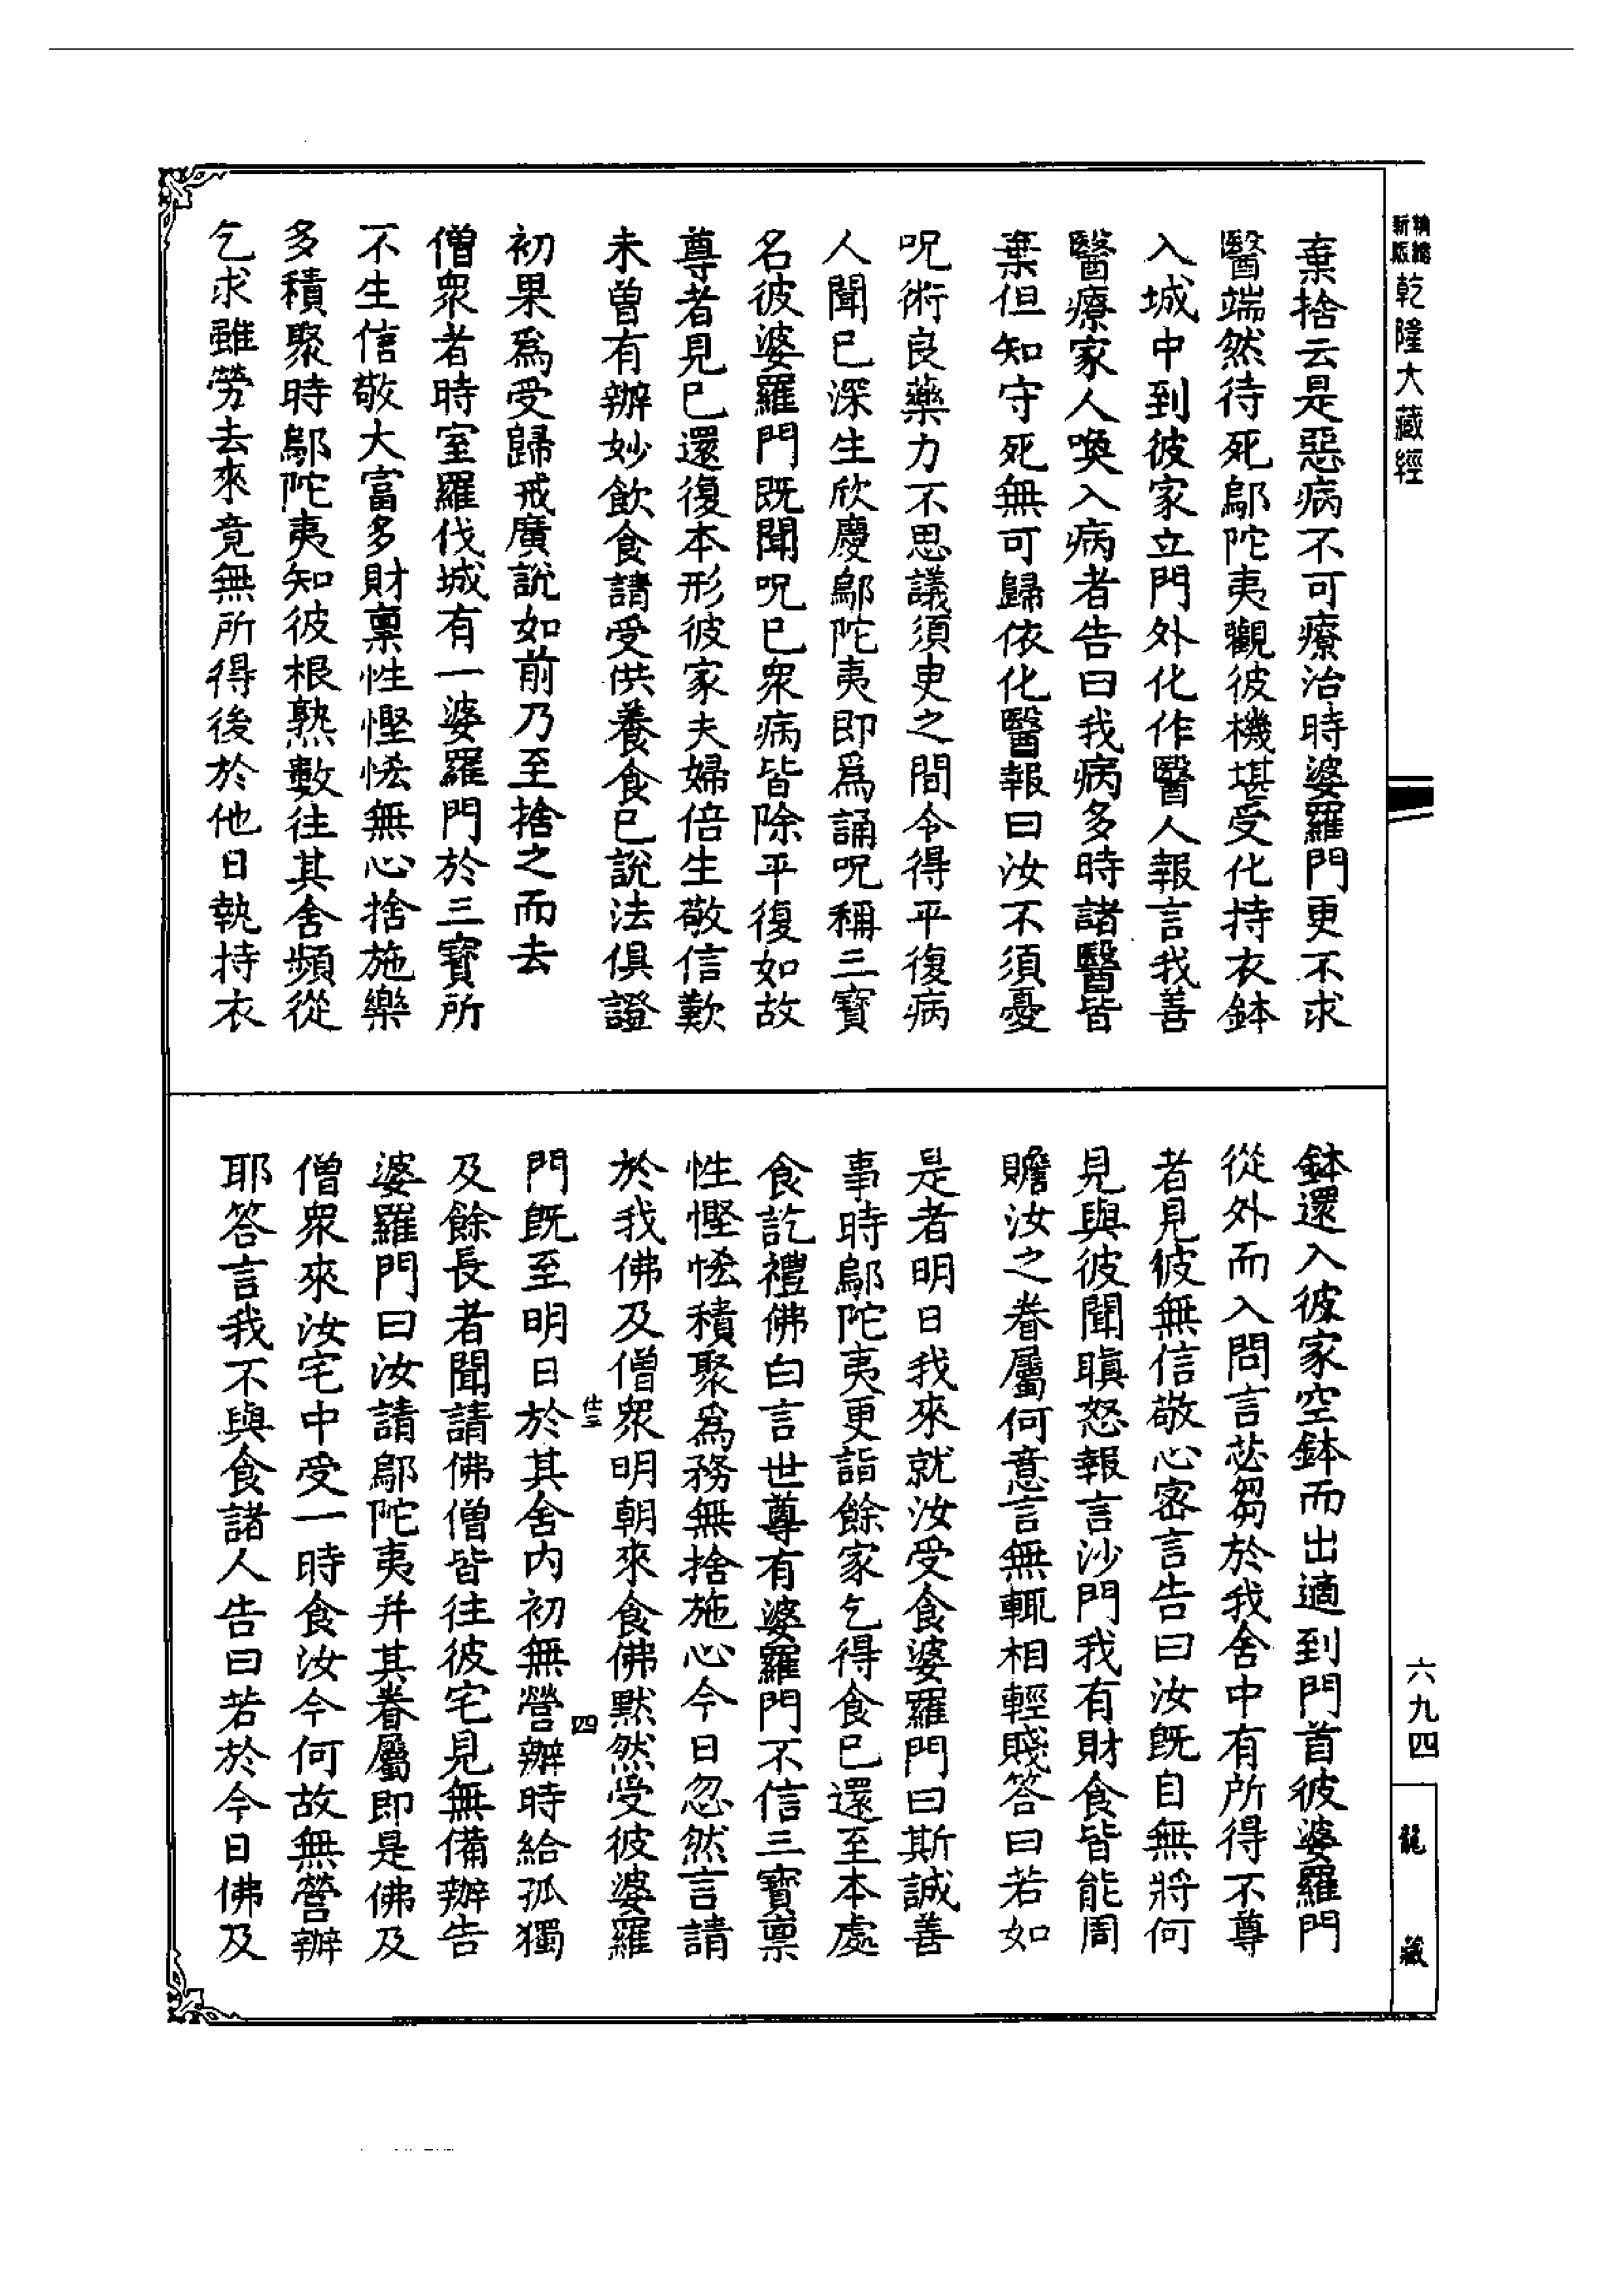 精縮
新版
乾隆大藏經
棄捨云是惡病不可療治時婆羅門更不求
醫端然待死鄔陀夷觀彼機堪受化持衣鉢
入城中到彼家立門外化作醫人報言我善
醫療家人喚入病者告曰我病多時諸醫皆
棄但知守死無可歸依化醫報曰汝不須憂
呪術良藥力不思議須臾之間令得平復病
人聞已深生欣慶鄔陀夷即爲誦呪稱三寶
名彼婆羅門既聞呪已衆病皆除平復如故
尊者見已還復本形彼家夫婦倍生敬信歎
未曾有辦妙飲食請受供養食已說法俱證
初果爲受歸戒廣說如前乃至捨之而去
僧衆者時室羅伐城有一婆羅門於三寶所
不生信敬大富多財稟性慳悋無心捨施樂
多積聚時鄔陀夷知彼根熟數往其舍頻從
乞求雖勞去來竟無所得後於他日執持衣
鉢還入彼家空鉢而出適到門首彼婆羅門
從外而入問言苾芻於我舍中有所得不尊
者見彼無信敬心密言告曰汝旣自無將何
見與彼聞瞋怒報言沙門我有財食皆能周
贍汝之眷屬何意言無輒相輕賤答曰若如
是者明日我來就汝受食婆羅門曰斯誠善
事時鄔陀夷更詣餘家乞得食已還至本處
食訖禮佛白言世尊有婆羅門不信三寶稟
性慳悋積聚爲務無捨施心今日忽然言請
於我佛及僧衆明朝來食佛默然受彼婆羅
仕三
四
門旣至明日於其舍內初無營辦時給孤獨
及餘長者聞請佛僧皆往彼宅見無備辦告
婆羅門曰汝請鄔陀夷并其眷屬即是佛及
僧衆來汝宅中受一時食汝今何故無營辦
耶答言我不與食諸人告曰若於今日佛及
六九四
龍藏